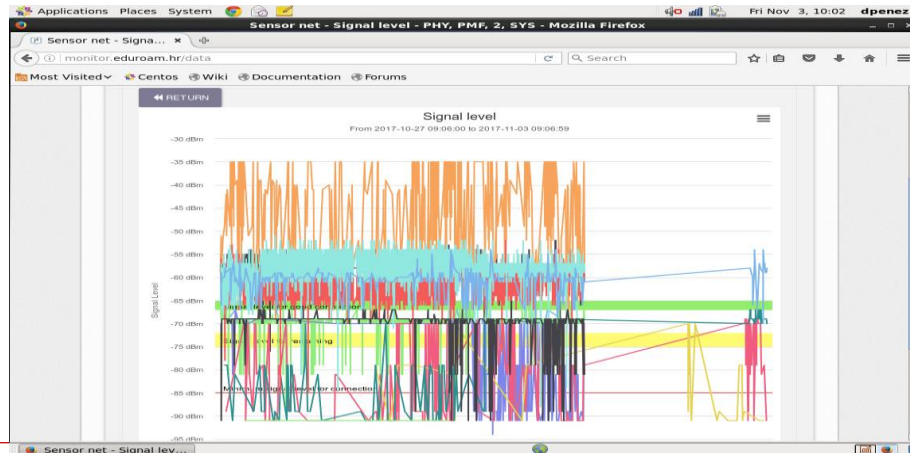 Applications Places System Fri Nov 3, 10:02 dpenez
Sensor net - Signal level - PHY, PMF, 2, SYS - Mozilla Firefox
Sensor net - Signa...
monitor.eduroam.hr/data Search
Most Visited Centos Wiki Documentation Forums
RETURN
Signal level
From 2017-10-27 09:06:00 to 2017-11-03 09:06:59
-30 dBm
-35 dBm
-40 dBm
-45 dBm
-50 dBm
-55 dBm
-60 dBm
-65 dBm
-70 dBm
-75 dBm
-80 dBm
-85 dBm
-90 dBm
-95 dBm
Signal Level
level for connectio
Sensor net - Signal lev...